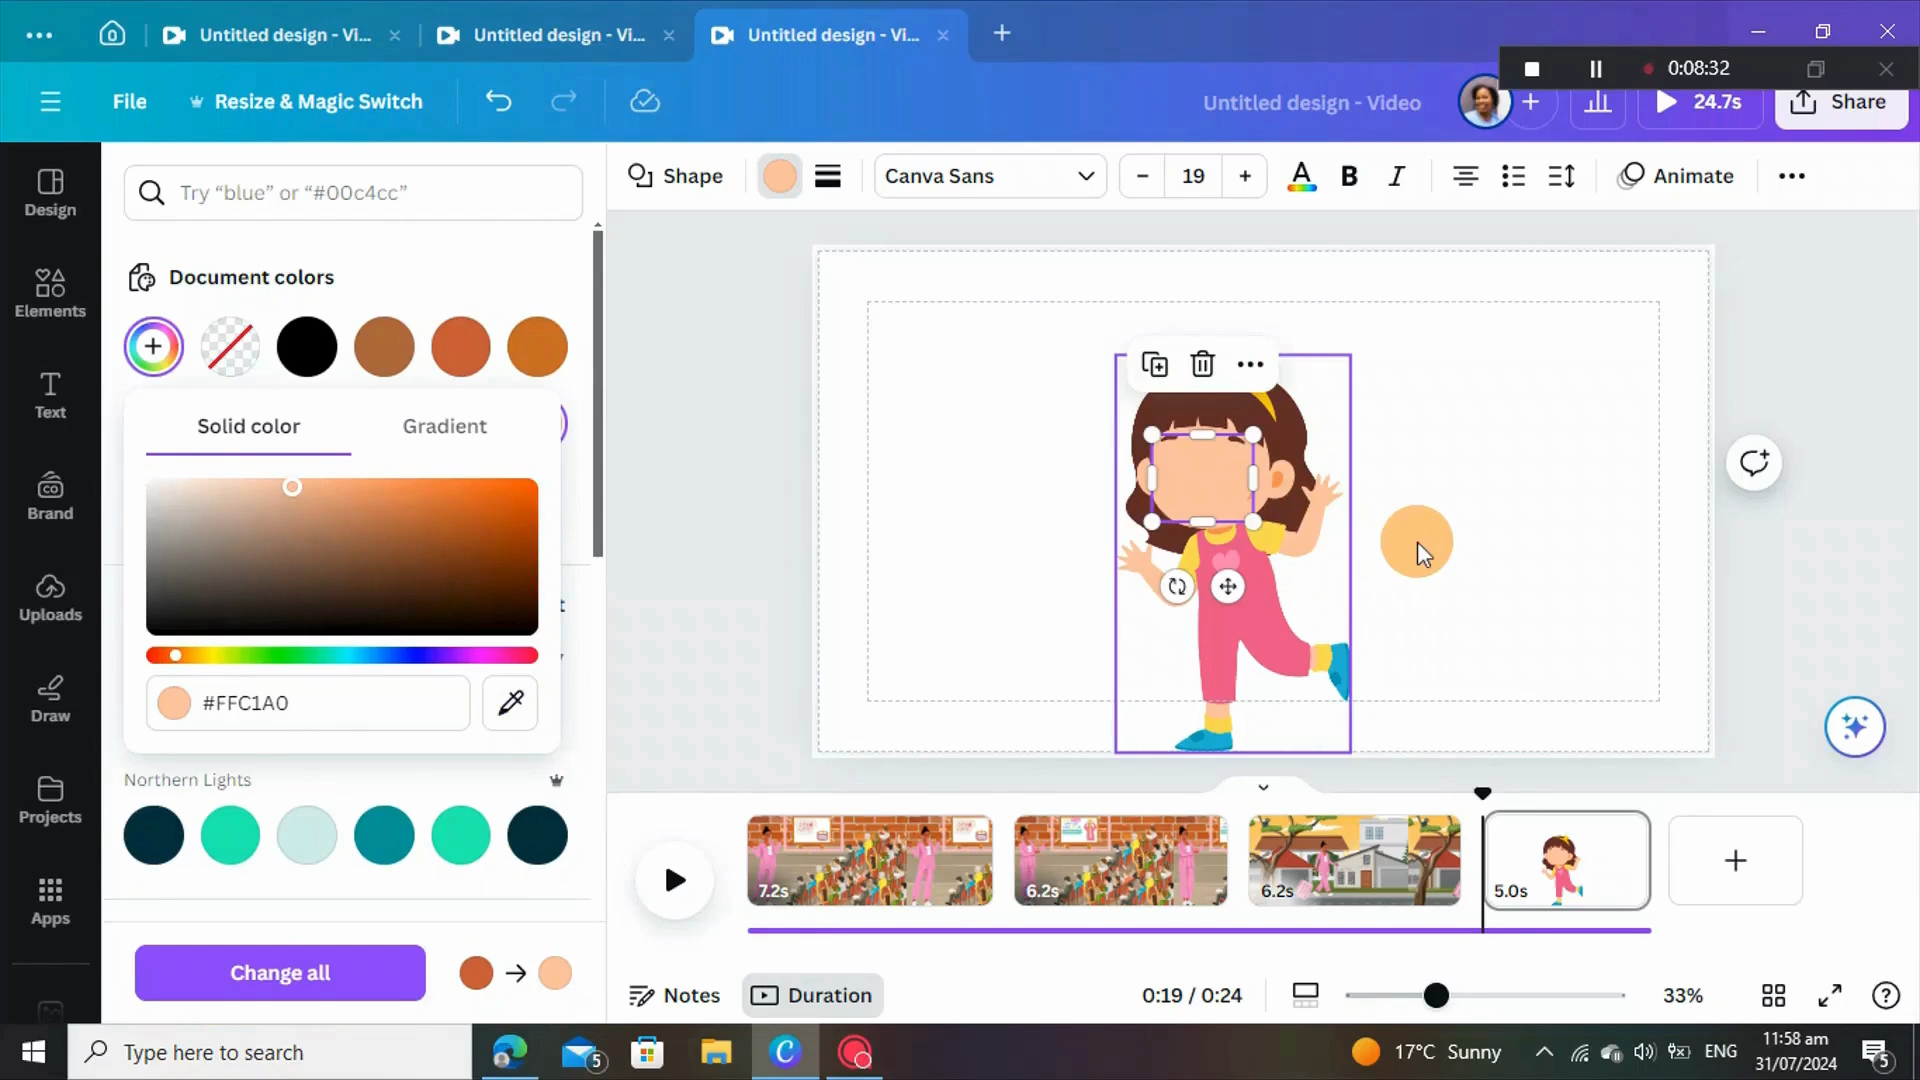 Untitled design - Vi...
Untitled design - Vi...
Untitled design - Vi...
0:08:32
File
Resize & Magic Switch
Untitled design - Video
24.7s
Share
Design
Elements
Text
CO
Brand
Uploads
Draw
Projects
Apps
Try “blue” or “#00c4cc”
Document colors
Solid color
Gradient
#FFC1A0
Northern Lights
Change all
Shape
Canva Sans
19
A
B
I
Animate
7.2s
6.2s
6.2s
5.0s
Notes
Duration
0:19 / 0:24
33%
Type here to search
5
17°C Sunny
ENG
11:58 am
31/07/2024
5